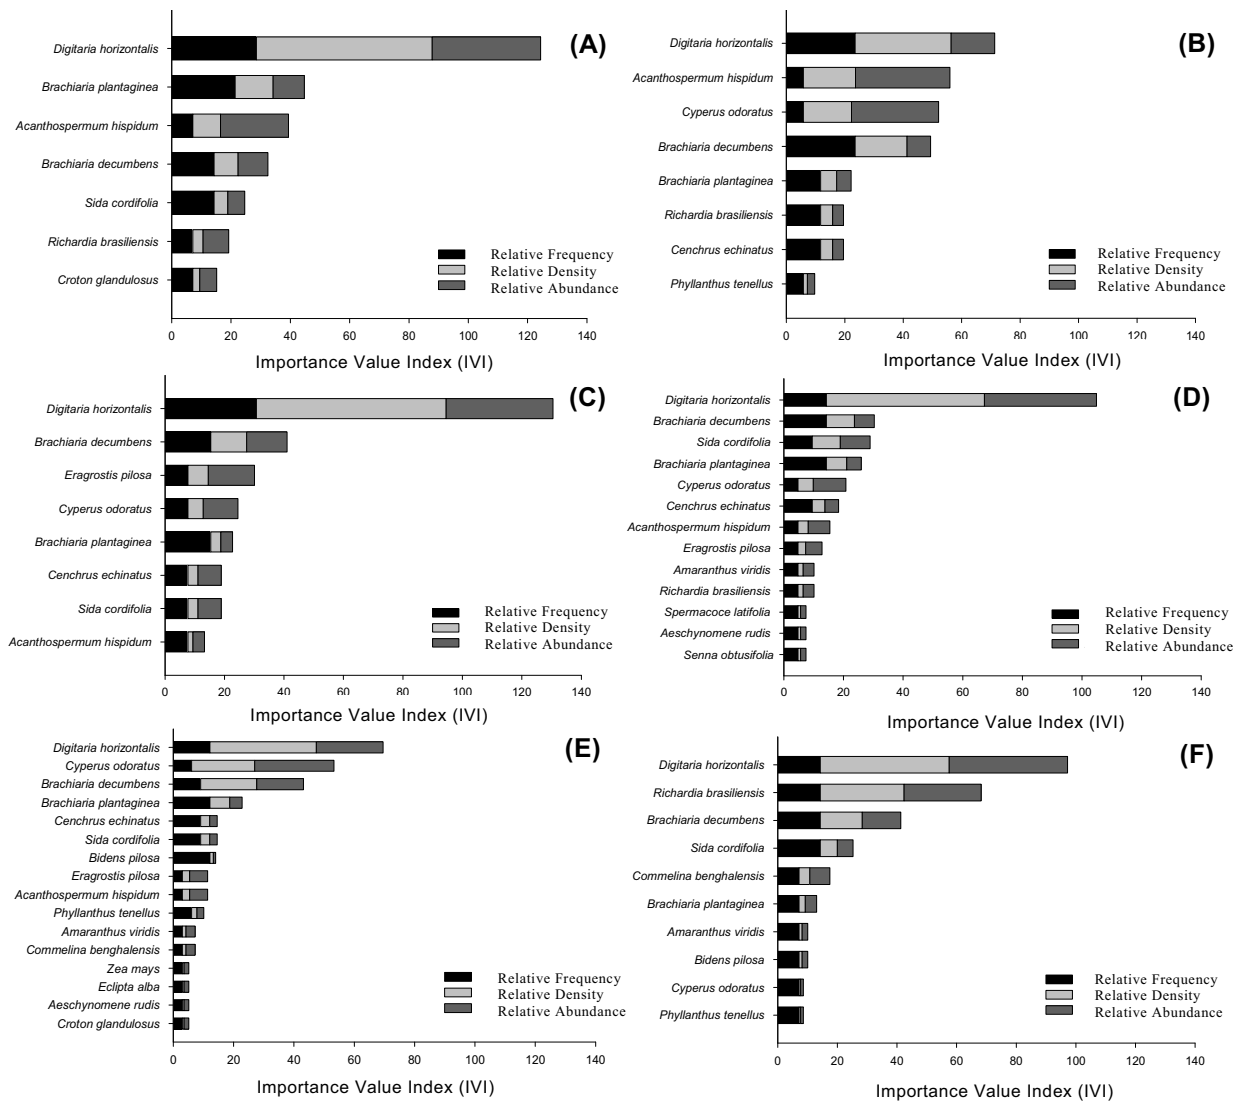 (A)
Digitaria horizontalis
Brachiaria plantaginea
Acanthospermum hispidum
Brachiaria decumbens
Sida cordifolia
Richardia brasiliensis
Croton glandulosus
Relative Frequency
Relative Density
Relative Abundance
0 20 40 60 80 100 120 140
Importance Value Index (IVI)
(B)
Digitaria horizontalis
Acanthospermum hispidum
Cyperus odoratus
Brachiaria decumbens
Brachiaria plantaginea
Richardia brasiliensis
Cenchrus echinatus
Phyllanthus tenellus
Relative Frequency
Relative Density
Relative Abundance
0 20 40 60 80 100 120 140
Importance Value Index (IVI)
(C)
Digitaria horizontalis
Brachiaria decumbens
Eragrostis pilosa
Cyperus odoratus
Brachiaria plantaginea
Cenchrus echinatus
Sida cordifolia
Acanthospermum hispidum
Relative Frequency
Relative Density
Relative Abundance
0 20 40 60 80 100 120 140
Importance Value Index (IVI)
(D)
Digitaria horizontalis
Brachiaria decumbens
Sida cordifolia
Brachiaria plantaginea
Cyperus odoratus
Cenchrus echinatus
Acanthospermum hispidum
Eragrostis pilosa
Amaranthus viridis
Richardia brasiliensis
Spermacoce latifolia
Aeschynomene rudis
Senna obtusifolia
Relative Frequency
Relative Density
Relative Abundance
0 20 40 60 80 100 120 140
Importance Value Index (IVI)
(E)
Digitaria horizontalis
Cyperus odoratus
Brachiaria decumbens
Brachiaria plantaginea
Cenchrus echinatus
Sida cordifolia
Bidens pilosa
Eragrostis pilosa
Acanthospermum hispidum
Phyllanthus tenellus
Amaranthus viridis
Commelina benghalensis
Zea mays
Eclipta alba
Aeschynomene rudis
Croton glandulosus
Relative Frequency
Relative Density
Relative Abundance
0 20 40 60 80 100 120 140
Importance Value Index (IVI)
(F)
Digitaria horizontalis
Richardia brasiliensis
Brachiaria decumbens
Sida cordifolia
Commelina benghalensis
Brachiaria plantaginea
Amaranthus viridis
Bidens pilosa
Cyperus odoratus
Phyllanthus tenellus
Relative Frequency
Relative Density
Relative Abundance
0 20 40 60 80 100 120 140
Importance Value Index (IVI)